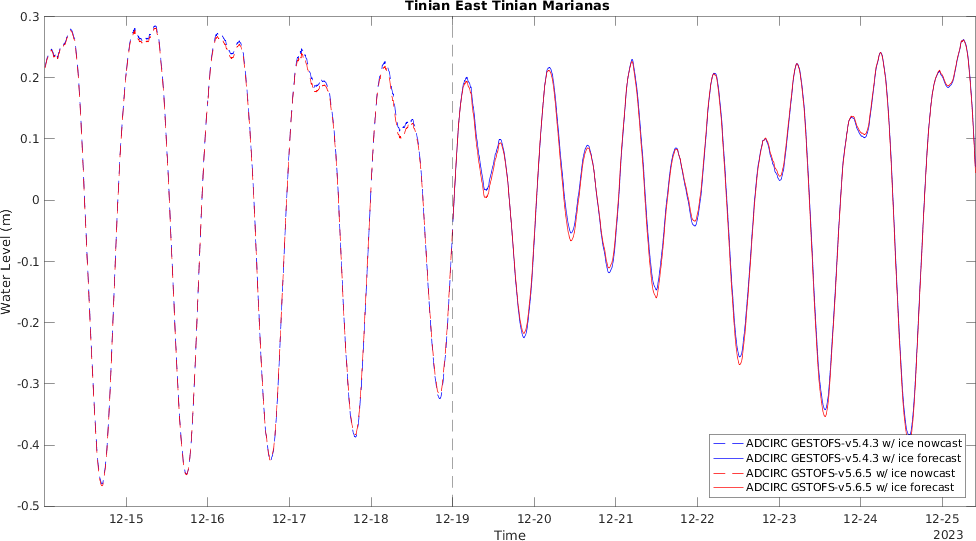 Tinian East Tinian Marianas
Water Level (m)
0.3
0.2
0.1
0
-0.1
-0.2
-0.3
-0.4
-0.5
ADCIRC GESTOFS-v5.4.3 w/ ice nowcast
ADCIRC GESTOFS-v5.4.3 w/ ice forecast
ADCIRC GSTOFS-v5.6.5 w/ ice nowcast
ADCIRC GSTOFS-v5.6.5 w/ ice forecast
12-15 12-16 12-17 12-18 12-19 12-20 12-21 12-22 12-23 12-24 12-25
Time
2023